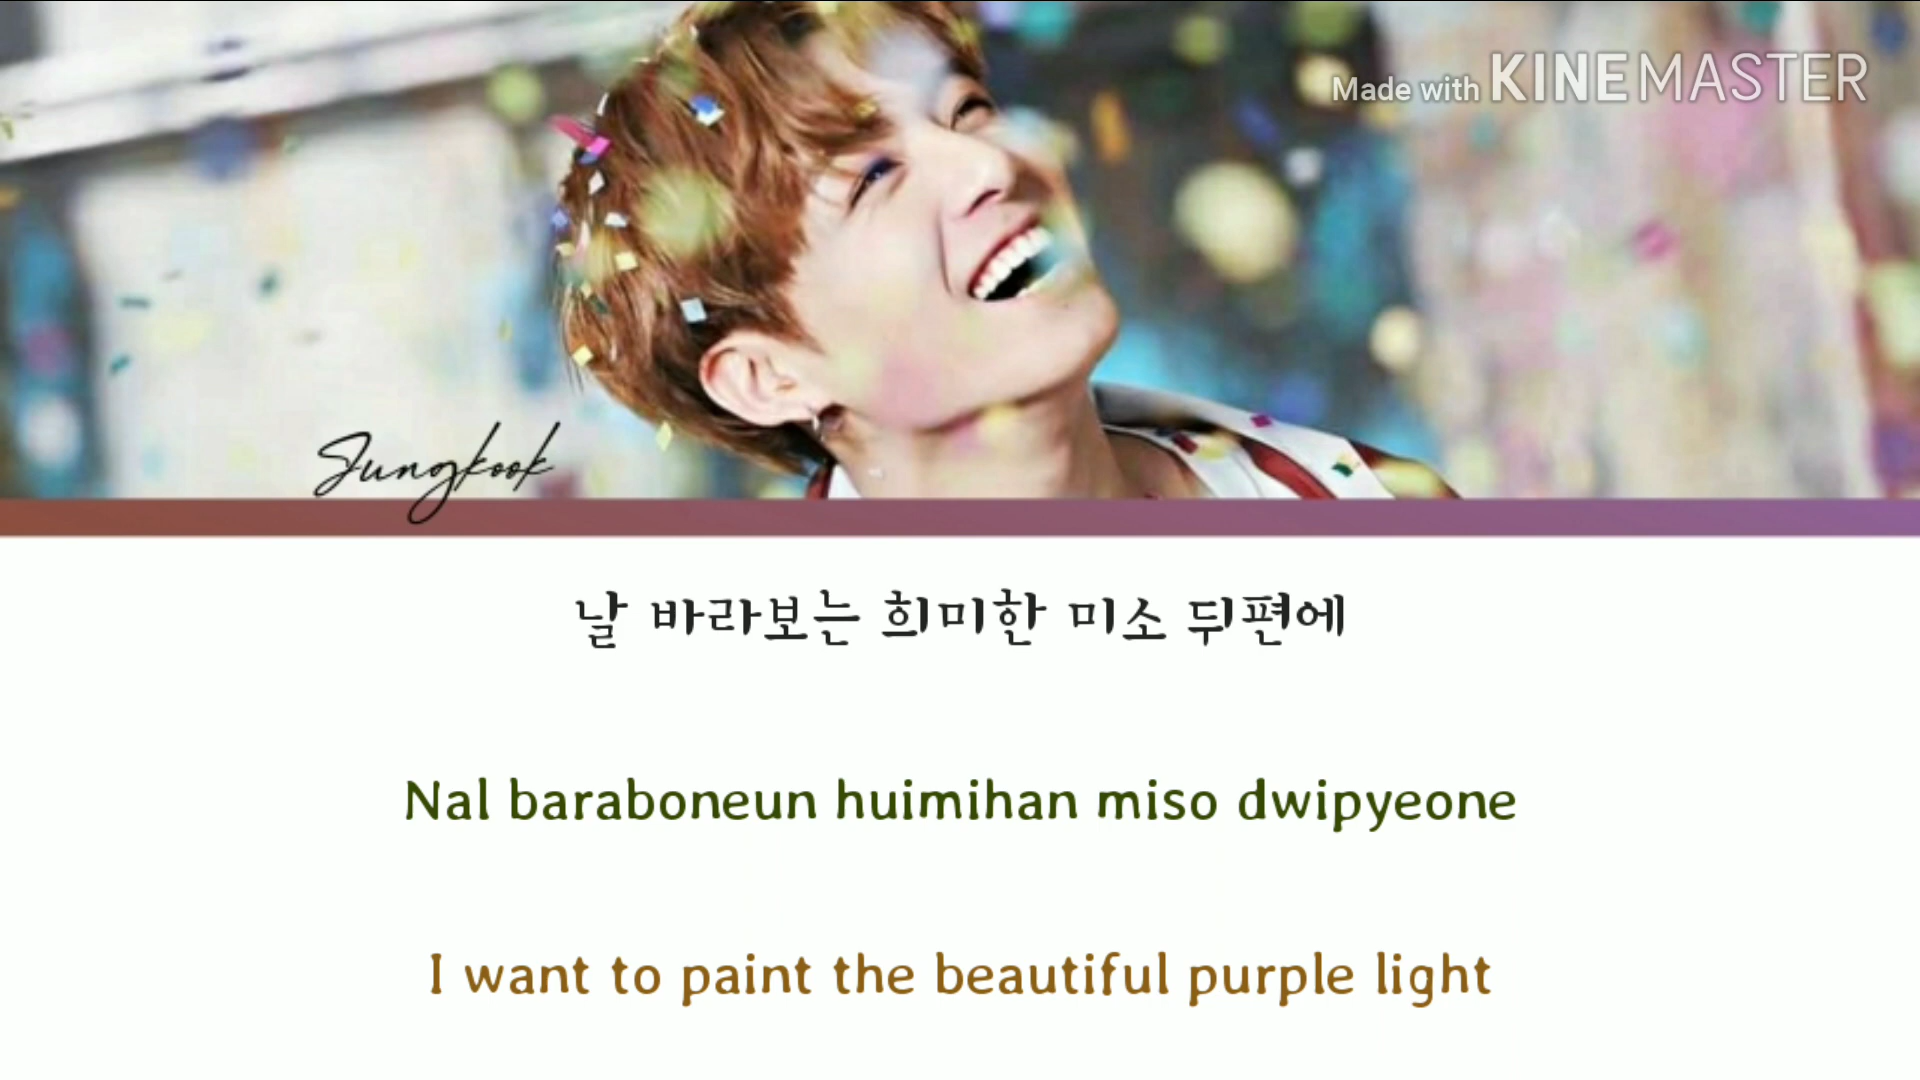 Made with KINEMASTER
Jungkook
날 바라보는 희미한 미소 뒤편에
Nal baraboneun huimihan miso dwipyeone
I want to paint the beautiful purple light